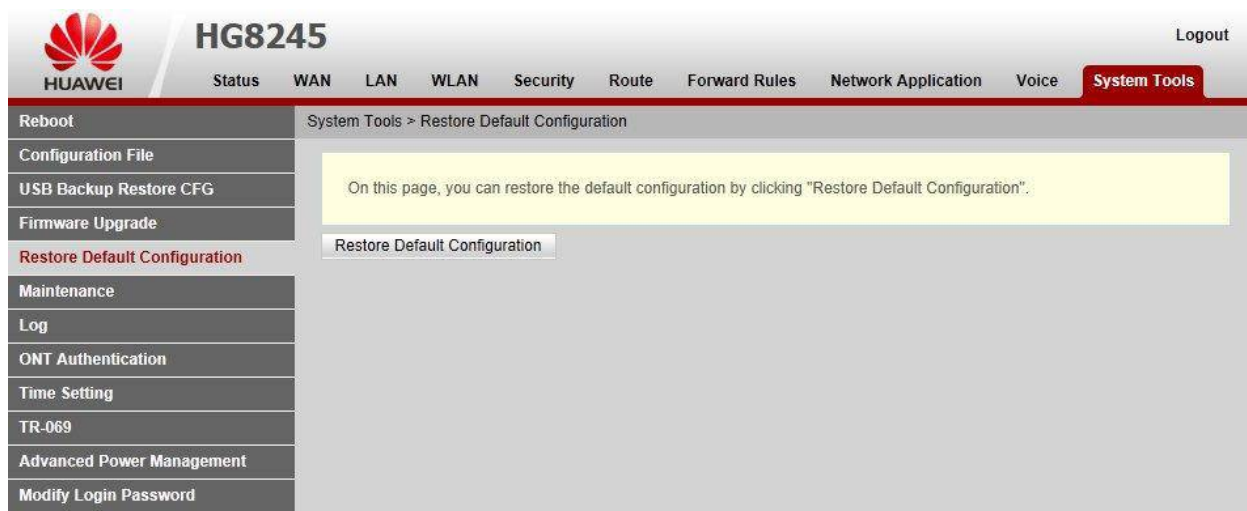 HUAWEI
HG8245
Logout
Status WAN LAN WLAN Security Route Forward Rules Network Application Voice System Tools
Reboot
Configuration File
USB Backup Restore CFG
Firmware Upgrade
Restore Default Configuration
Maintenance
Log
ONT Authentication
Time Setting
TR-069
Advanced Power Management
Modify Login Password
System Tools > Restore Default Configuration
On this page, you can restore the default configuration by clicking "Restore Default Configuration".
Restore Default Configuration